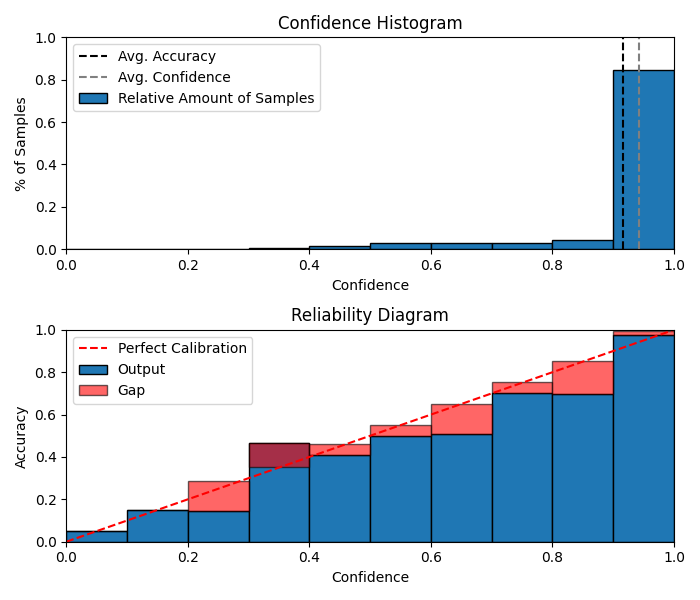 Confidence Histogram
1.0
0.8
0.6
0.4
0.2
0.0
% of Samples
Avg. Accuracy
Avg. Confidence
Relative Amount of Samples
0.0 0.2 0.4 0.6 0.8 1.0
Confidence
Reliability Diagram
1.0
0.8
0.6
0.4
0.2
0.0
Accuracy
Perfect Calibration
Output
Gap
0.0 0.2 0.4 0.6 0.8 1.0
Confidence